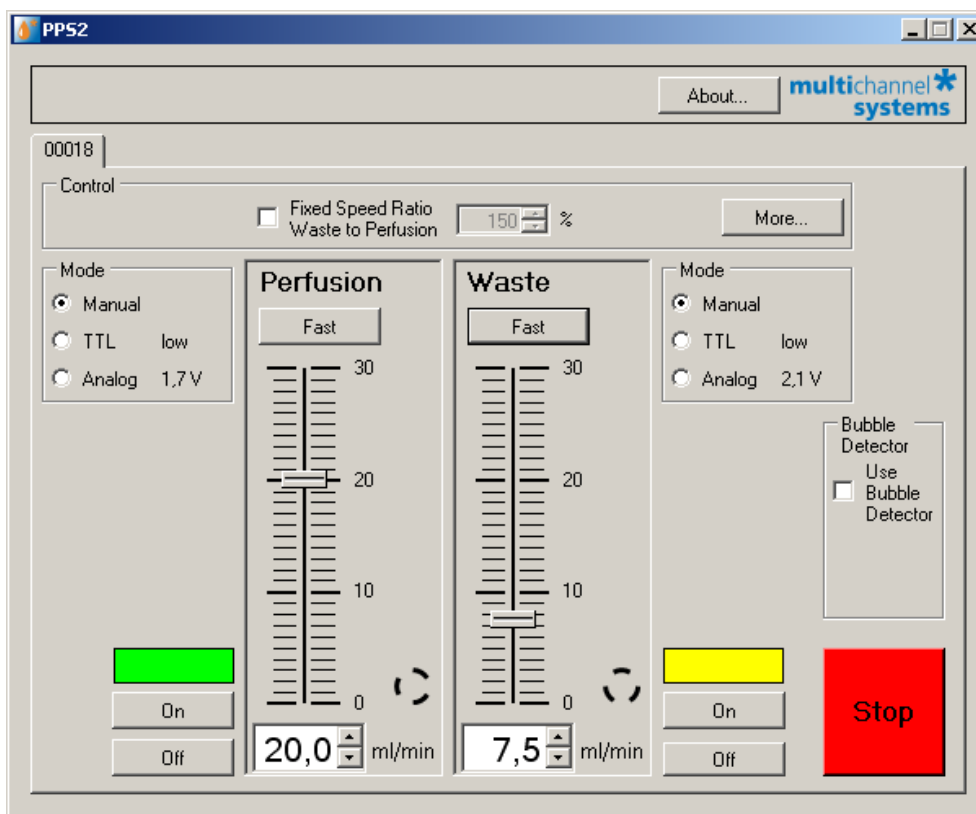 PPS2
About...
multichannel*
systems
00018
Control
Fixed Speed Ratio
Waste to Perfusion
150 %
More...
Mode
Manual
TTL low
Analog 1,7 V
Perfusion
Fast
30
20
10
0
20,0 ml/min
On
Off
Waste
Fast
30
20
10
0
7,5 ml/min
Mode
Manual
TTL low
Analog 2,1 V
On
Off
Bubble
Detector
Use
Bubble
Detector
Stop